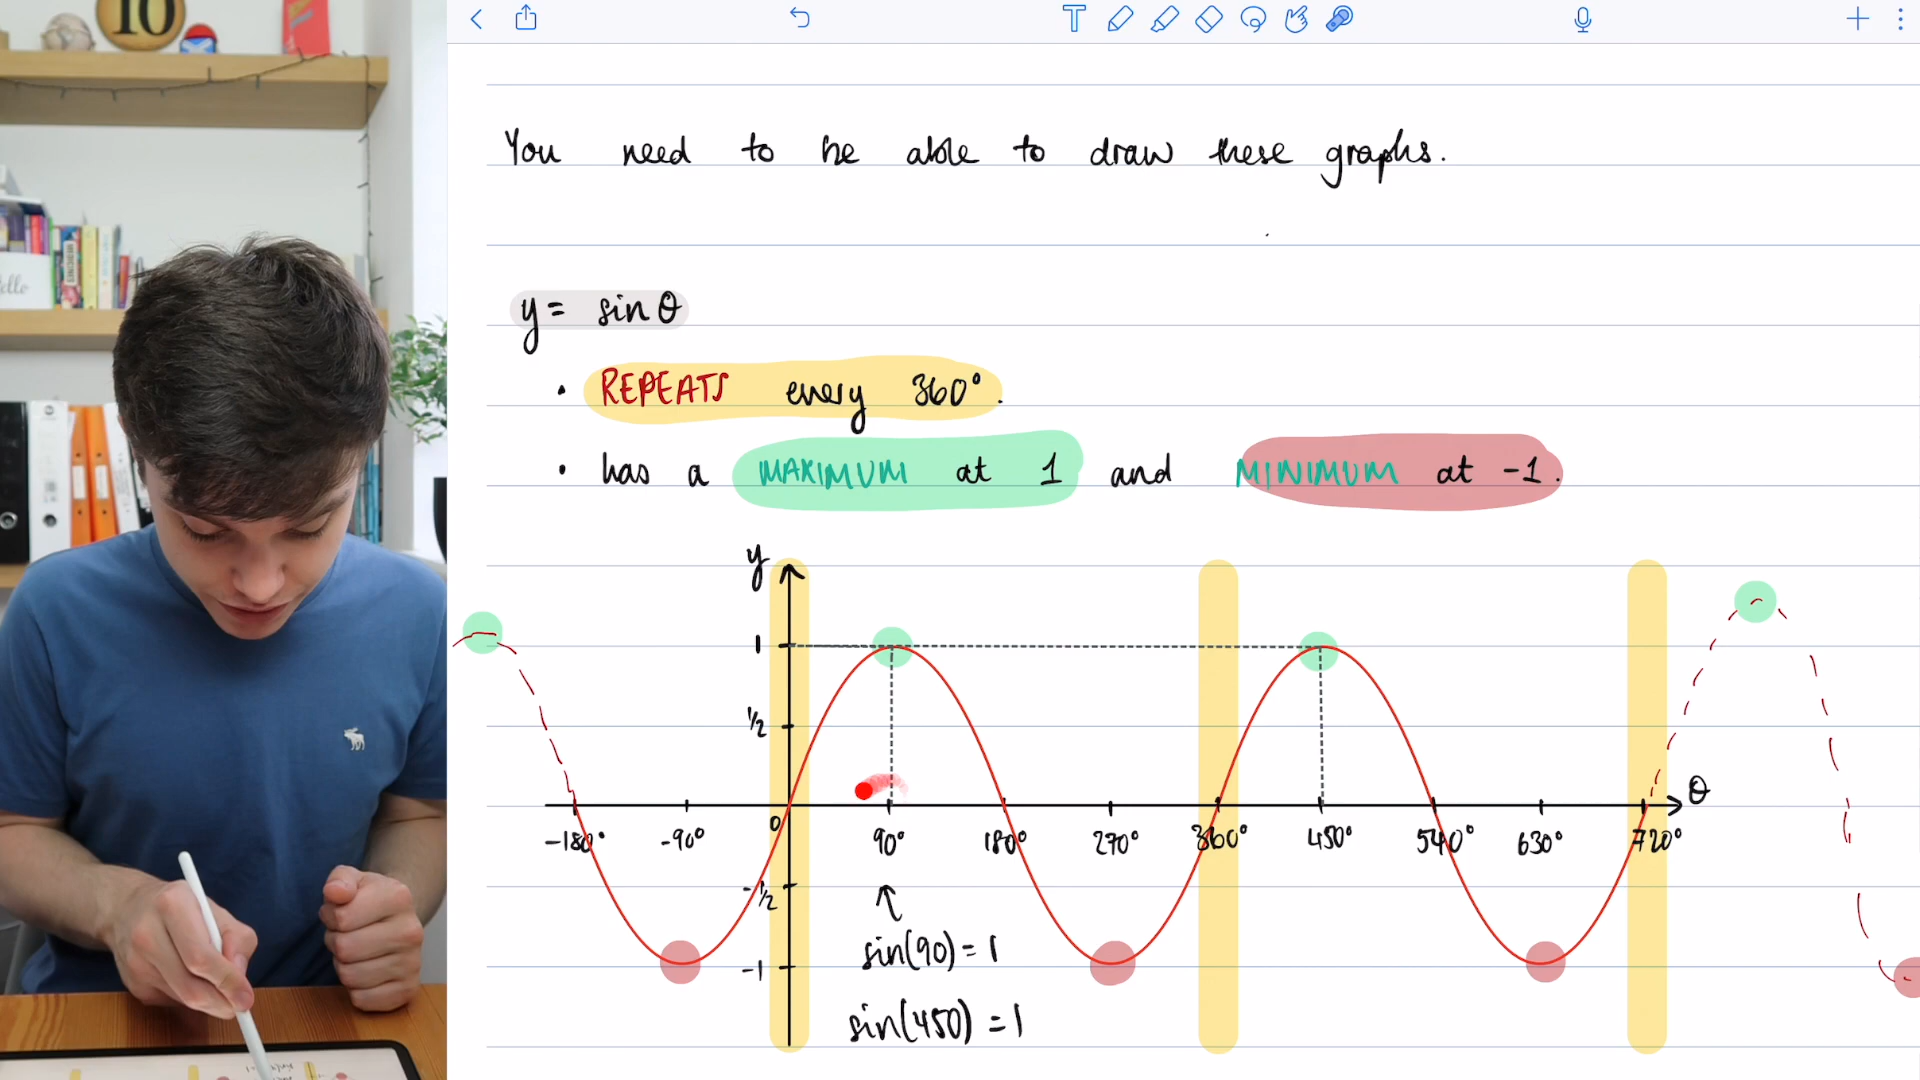 10
ello
You need to be able to draw these graphs.
y = sin θ
• REPEATS every 360°.
• has a MAXIMUM at 1 and MINIMUM at -1.
y
1
1/2
θ
0
-180° -90° 90° 180° 270° 360° 450° 540° 630° 720°
-1/2
-1
sin(90) = 1
sin(450) = 1